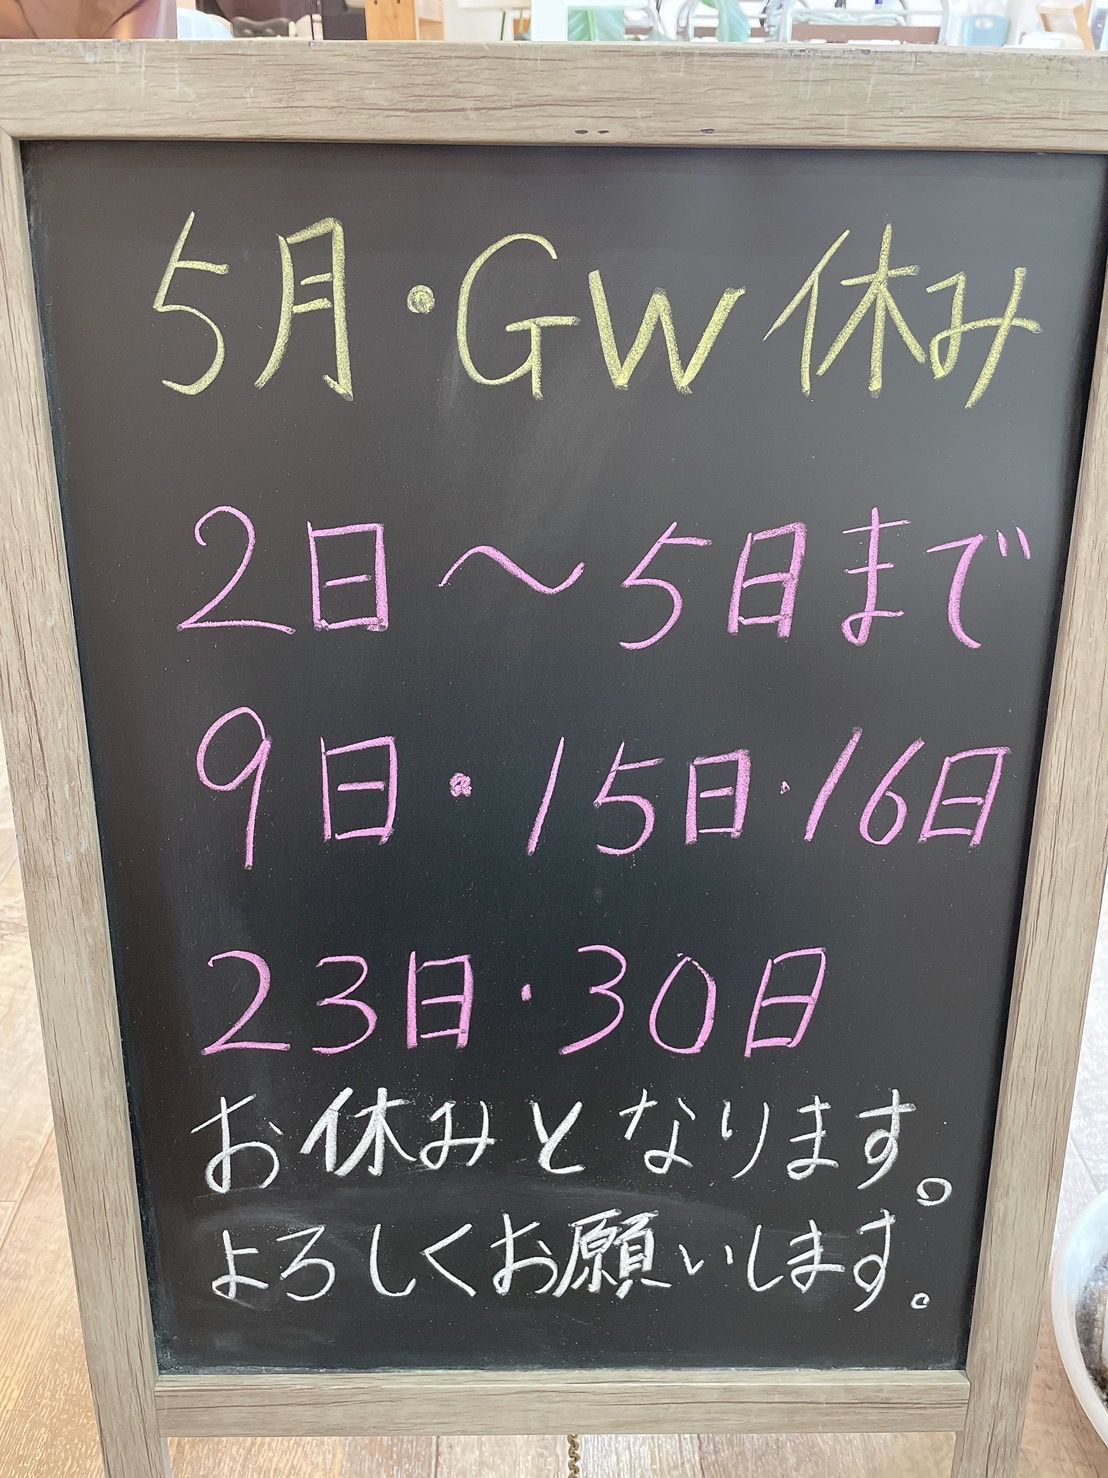 5月・GW休み
2日〜5日まで
9日・15日・16日
23日・30日
お休みとなります。
よろしくお願いします。